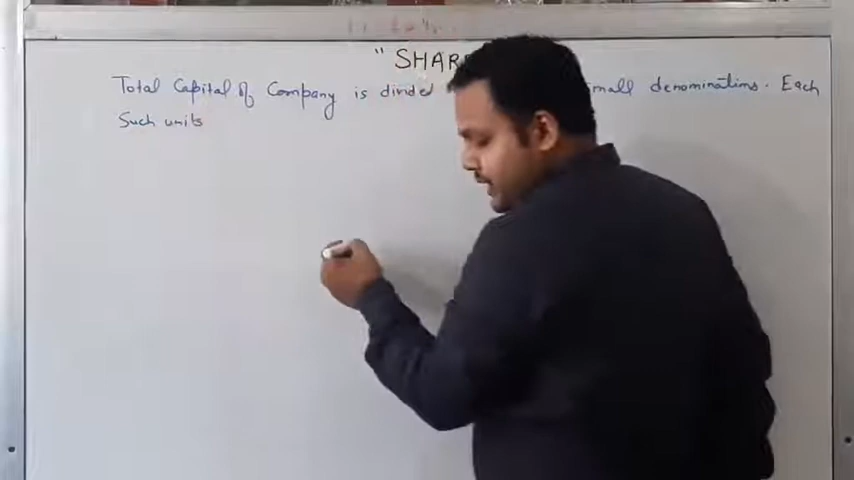 " SHAR
Total Capital of Company is divided small denominations. Each
Such units